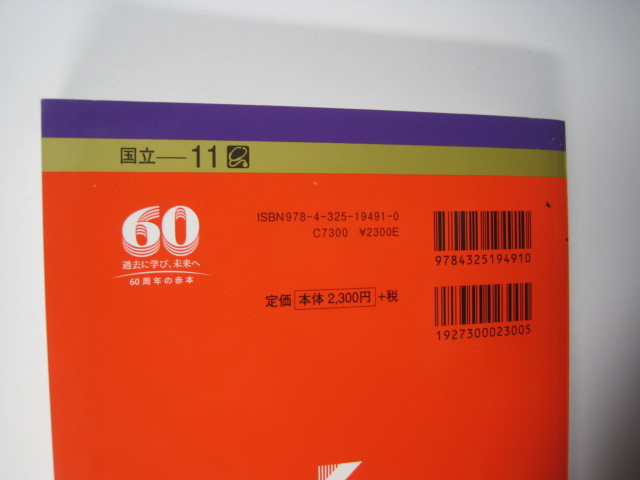 国立——11
60
過去に学び、未来へ
60周年の赤本
ISBN978-4-325-19491-0
C7300 ¥2300E
定価 本体 2,300円 +税
9784325194910
1927300023005